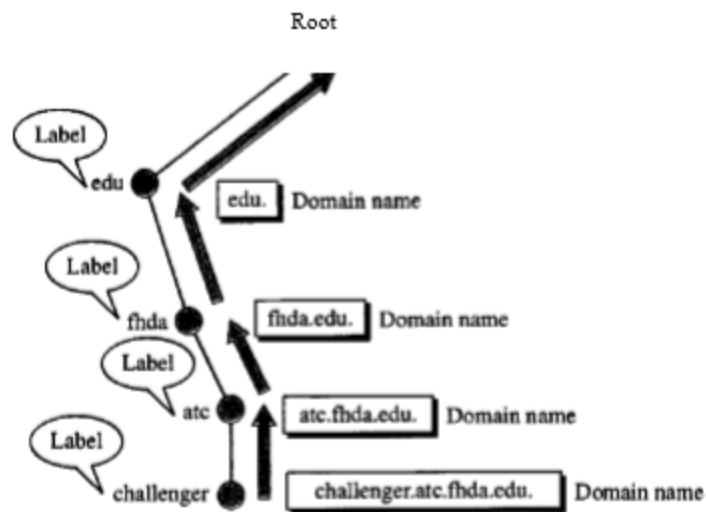 Root
Label
edu
edu. Domain name
Label
fhda
fhda.edu. Domain name
Label
atc
atc.fhda.edu. Domain name
Label
challenger
challenger.atc.fhda.edu. Domain name